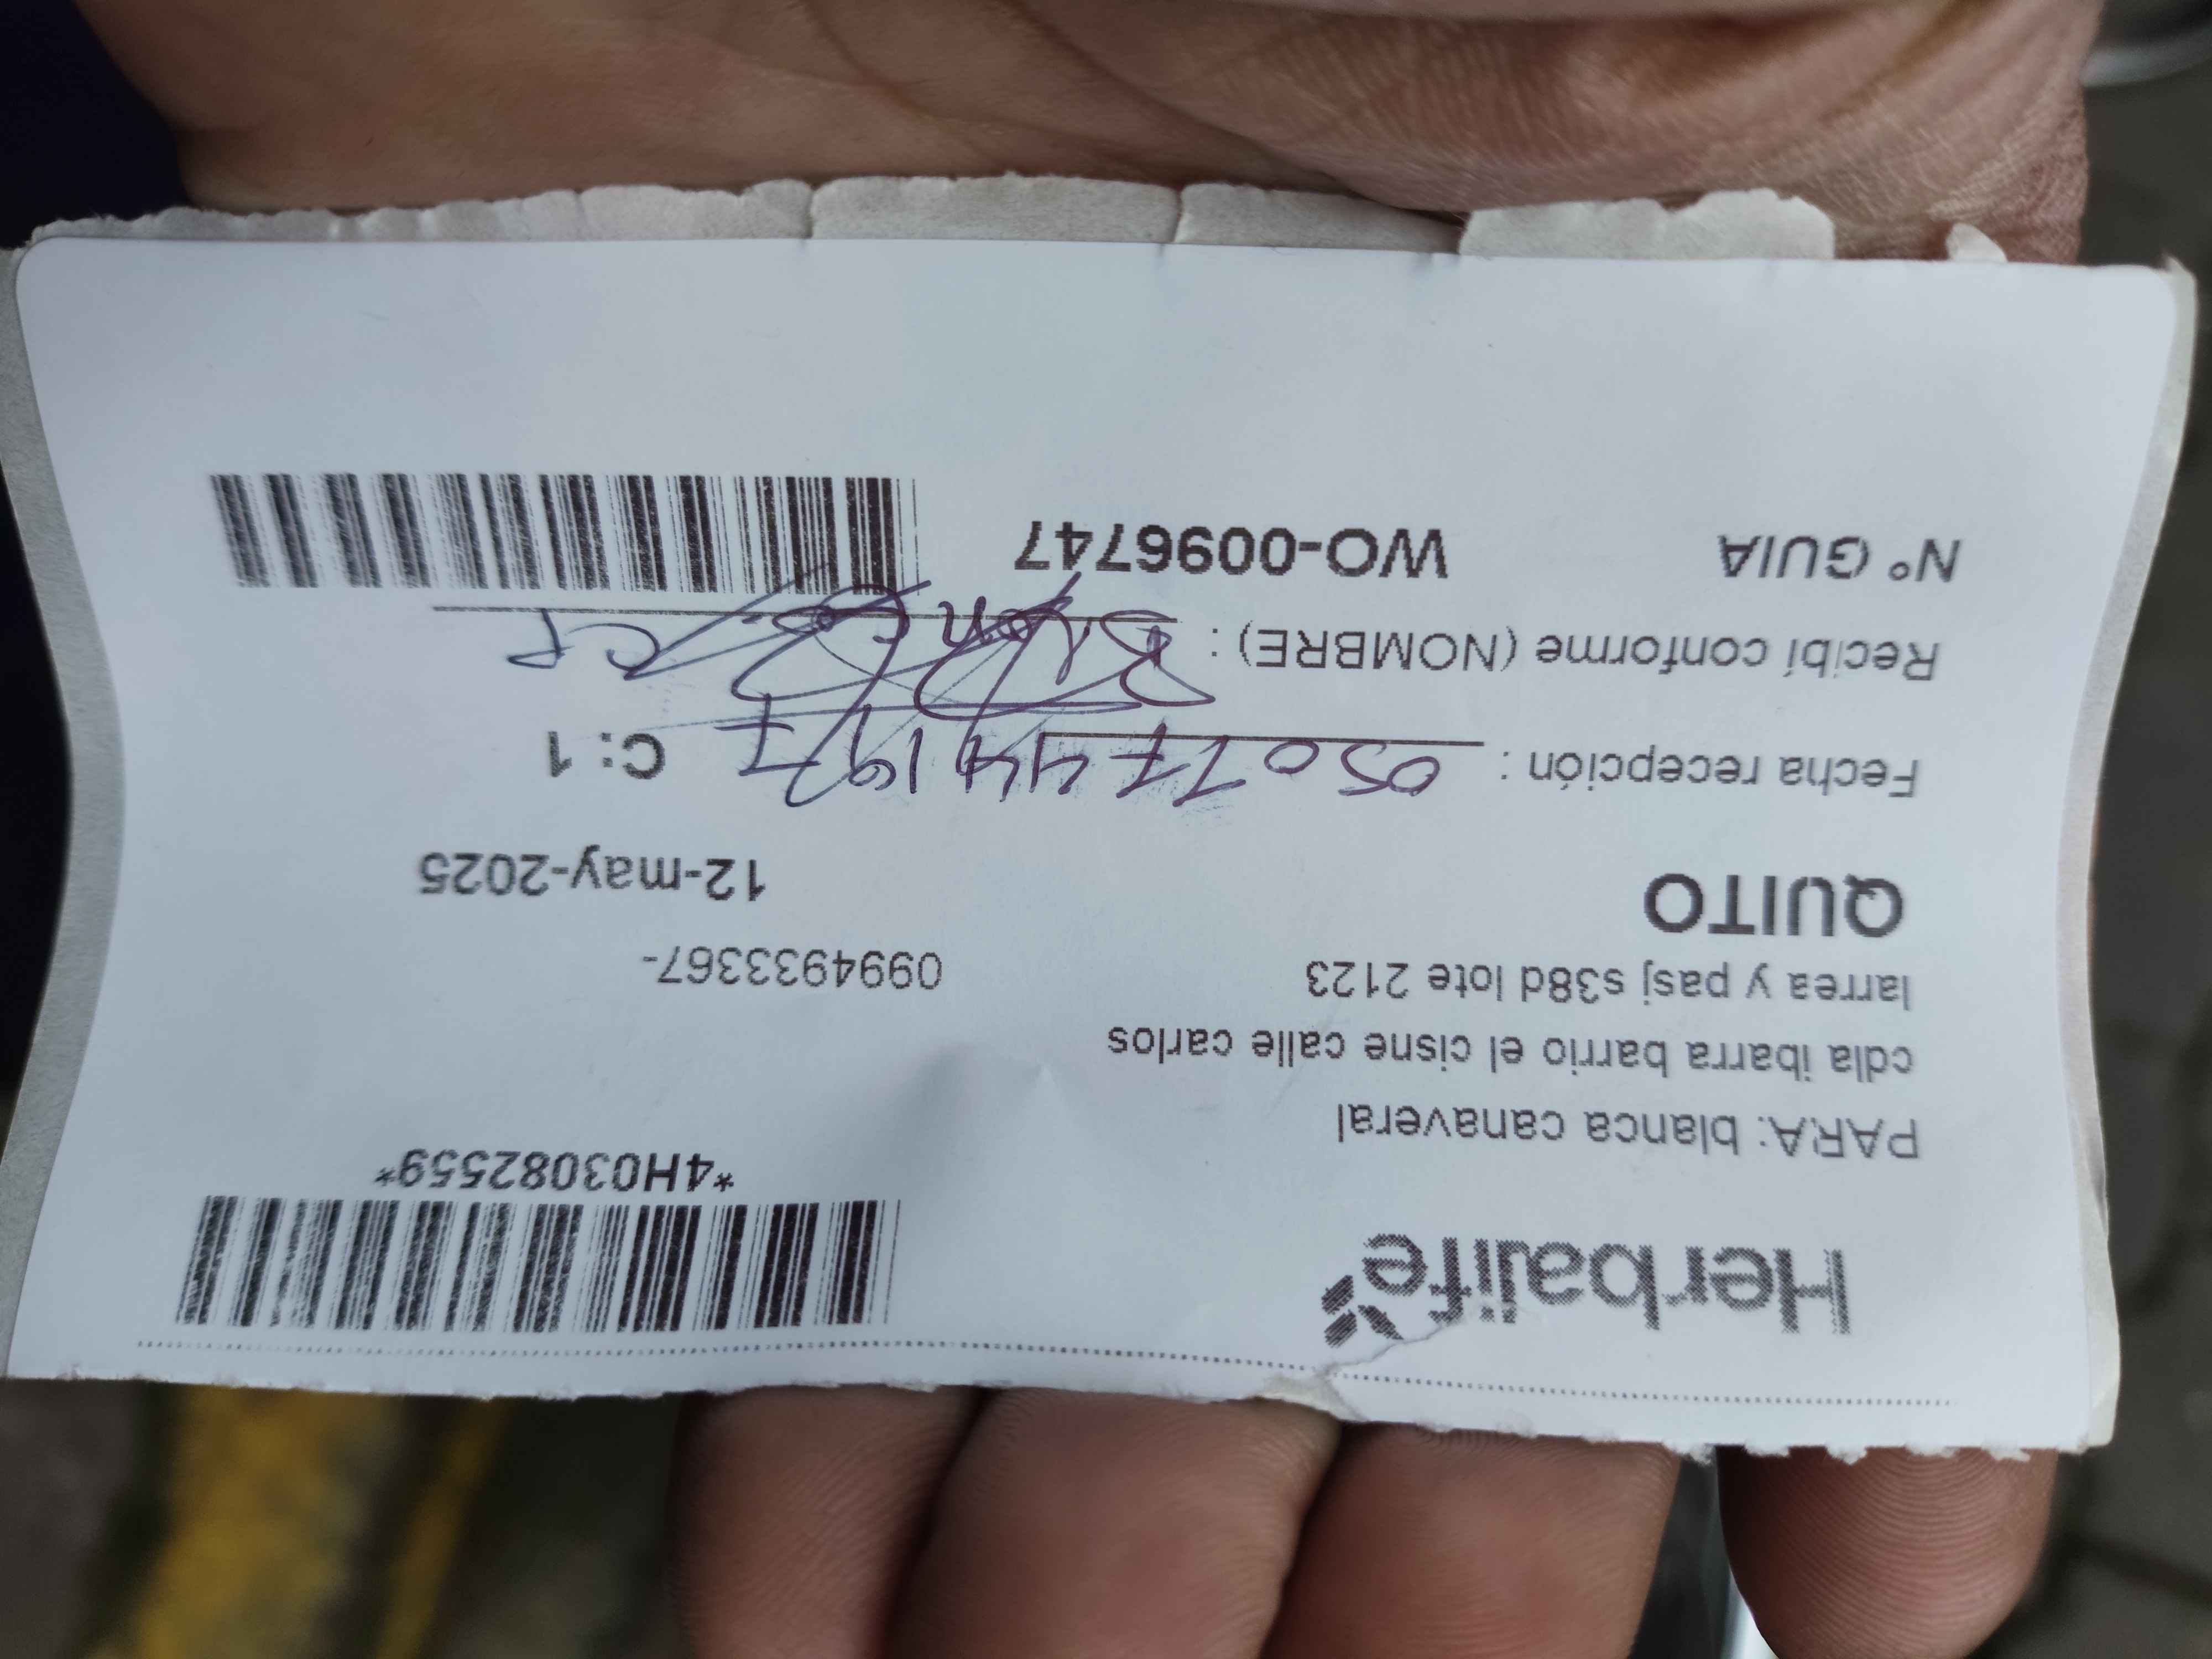 Herbalife
*4H03082559*
PARA: blanca canaveral
cdla ibarra barrio el cisne calle carlos
larrea y pasj s38d lote 2123
0994933367-
QUITO
12-may-2025
Fecha recepción :
C: 1
Recibí conforme (NOMBRE) :
N° GUIA
WO-0096747